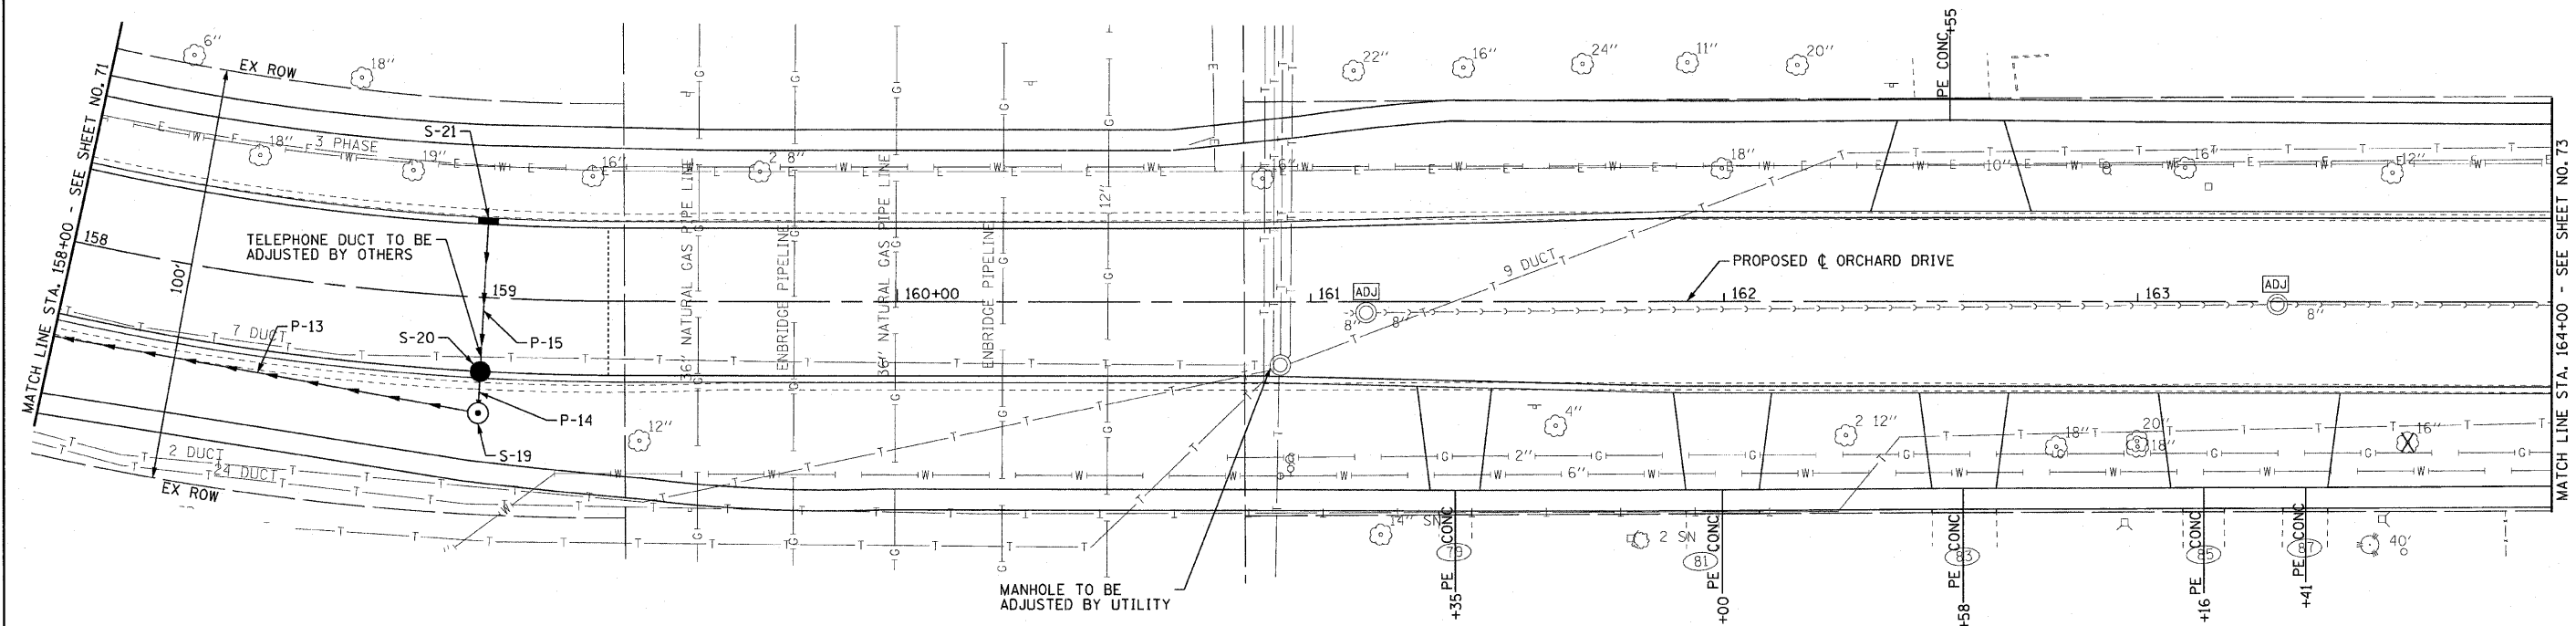 MATCH LINE STA. 158+00 - SEE SHEET NO. 71
6"
18"
EX ROW
22"
16"
24"
11"
20"
PE CONC
+55
3 PHASE
18"
19"
16"
2 8"
6"
18"
10"
16"
12"
S-21
12"
TELEPHONE DUCT TO BE
ADJUSTED BY OTHERS
36" NATURAL GAS PIPE LINE
ENBRIDGE PIPELINE
36" NATURAL GAS PIPE LINE
ENBRIDGE PIPELINE
9 DUCT
PROPOSED ℄ ORCHARD DRIVE
158
100'
159
160+00
161
ADJ
162
163
ADJ
8"
8"
8"
7 DUCT
P-13
S-20
P-15
P-14
S-19
12"
4"
2 12"
18"
20"
18"
16"
2"
6"
2 DUCT
24 DUCT
EX ROW
14" SN
2 SN
40'
MANHOLE TO BE
ADJUSTED BY UTILITY
PE CONC
79
+35
PE CONC
81
+00
PE CONC
83
+58
PE CONC
85
+16
PE CONC
87
+41
MATCH LINE STA. 164+00 - SEE SHEET NO. 73